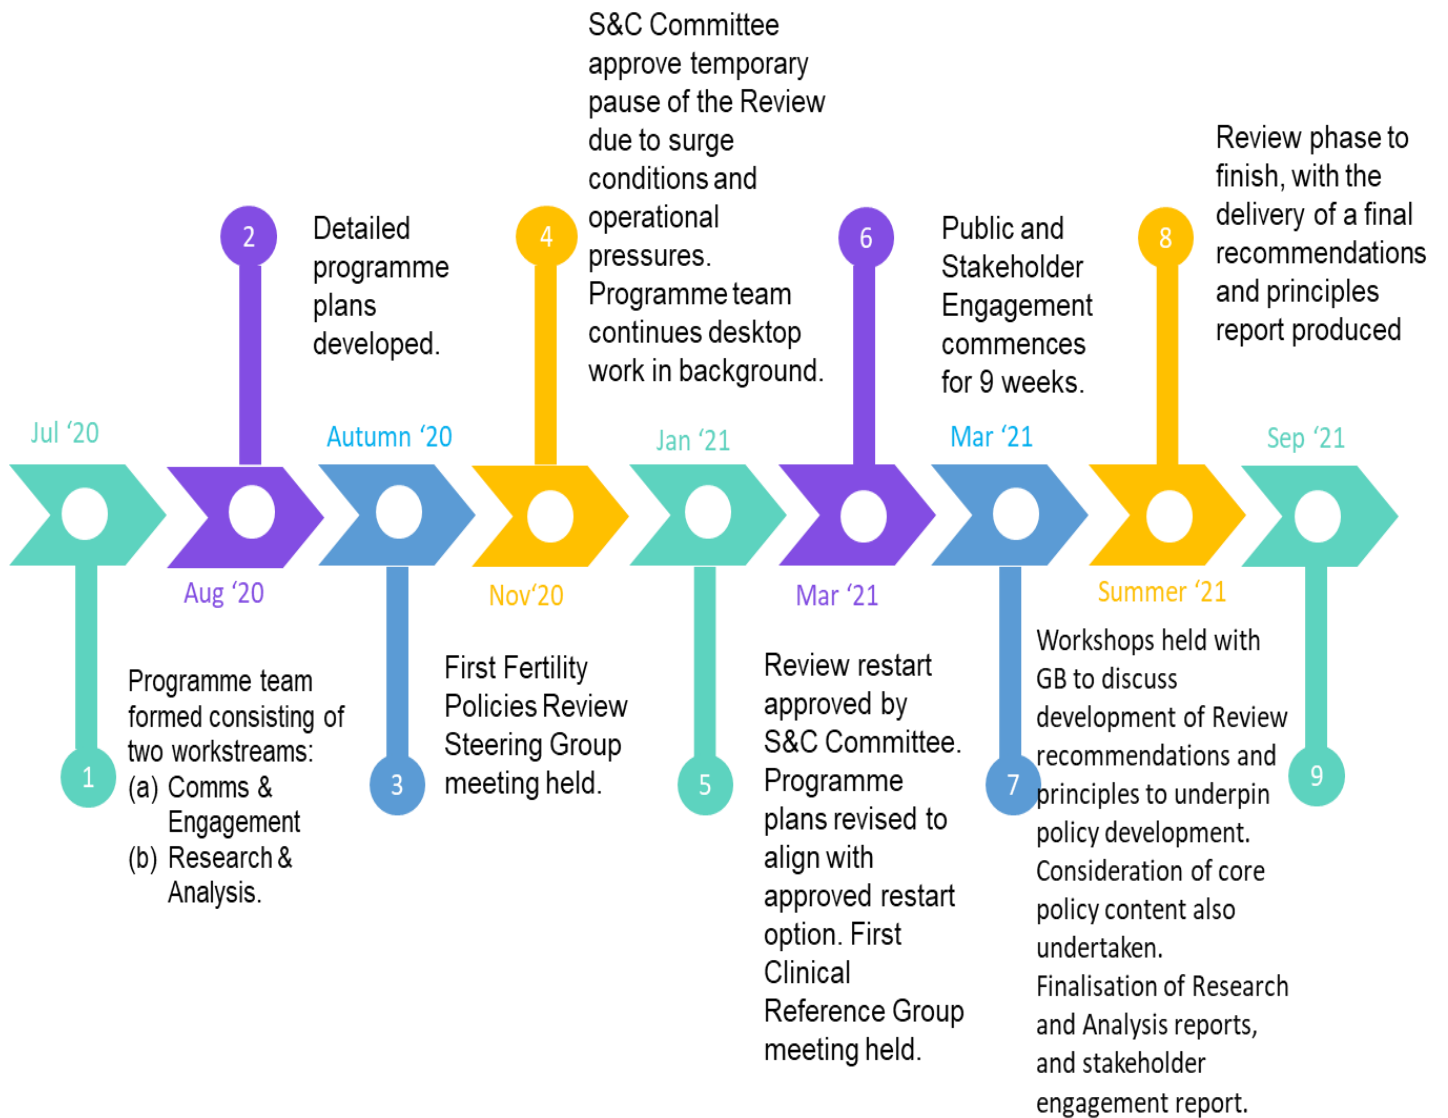 Jul ‘20
1
Programme team
formed consisting of
two workstreams:
(a) Comms &
Engagement
(b) Research &
Analysis.
2
Aug ‘20
Detailed
programme
plans
developed.
Autumn ‘20
3
First Fertility
Policies Review
Steering Group
meeting held.
4
Nov‘20
S&C Committee
approve temporary
pause of the Review
due to surge
conditions and
operational
pressures.
Programme team
continues desktop
work in background.
Jan ‘21
5
Review restart
approved by
S&C Committee.
Programme
plans revised to
align with
approved restart
option. First
Clinical
Reference Group
meeting held.
6
Mar ‘21
Public and
Stakeholder
Engagement
commences
for 9 weeks.
Mar ‘21
7
Workshops held with
GB to discuss
development of Review
recommendations and
principles to underpin
policy development.
Consideration of core
policy content also
undertaken.
Finalisation of Research
and Analysis reports,
and stakeholder
engagement report.
8
Summer ‘21
Review phase to
finish, with the
delivery of a final
recommendations
and principles
report produced
Sep ‘21
9